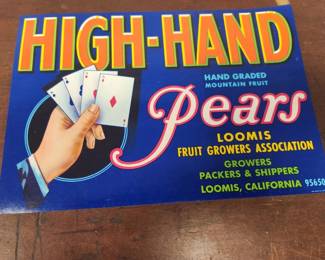 HIGH-HAND
HAND GRADED
MOUNTAIN FRUIT
Pears
LOOMIS
FRUIT GROWERS ASSOCIATION
GROWERS
PACKERS & SHIPPERS
LOOMIS, CALIFORNIA 95650